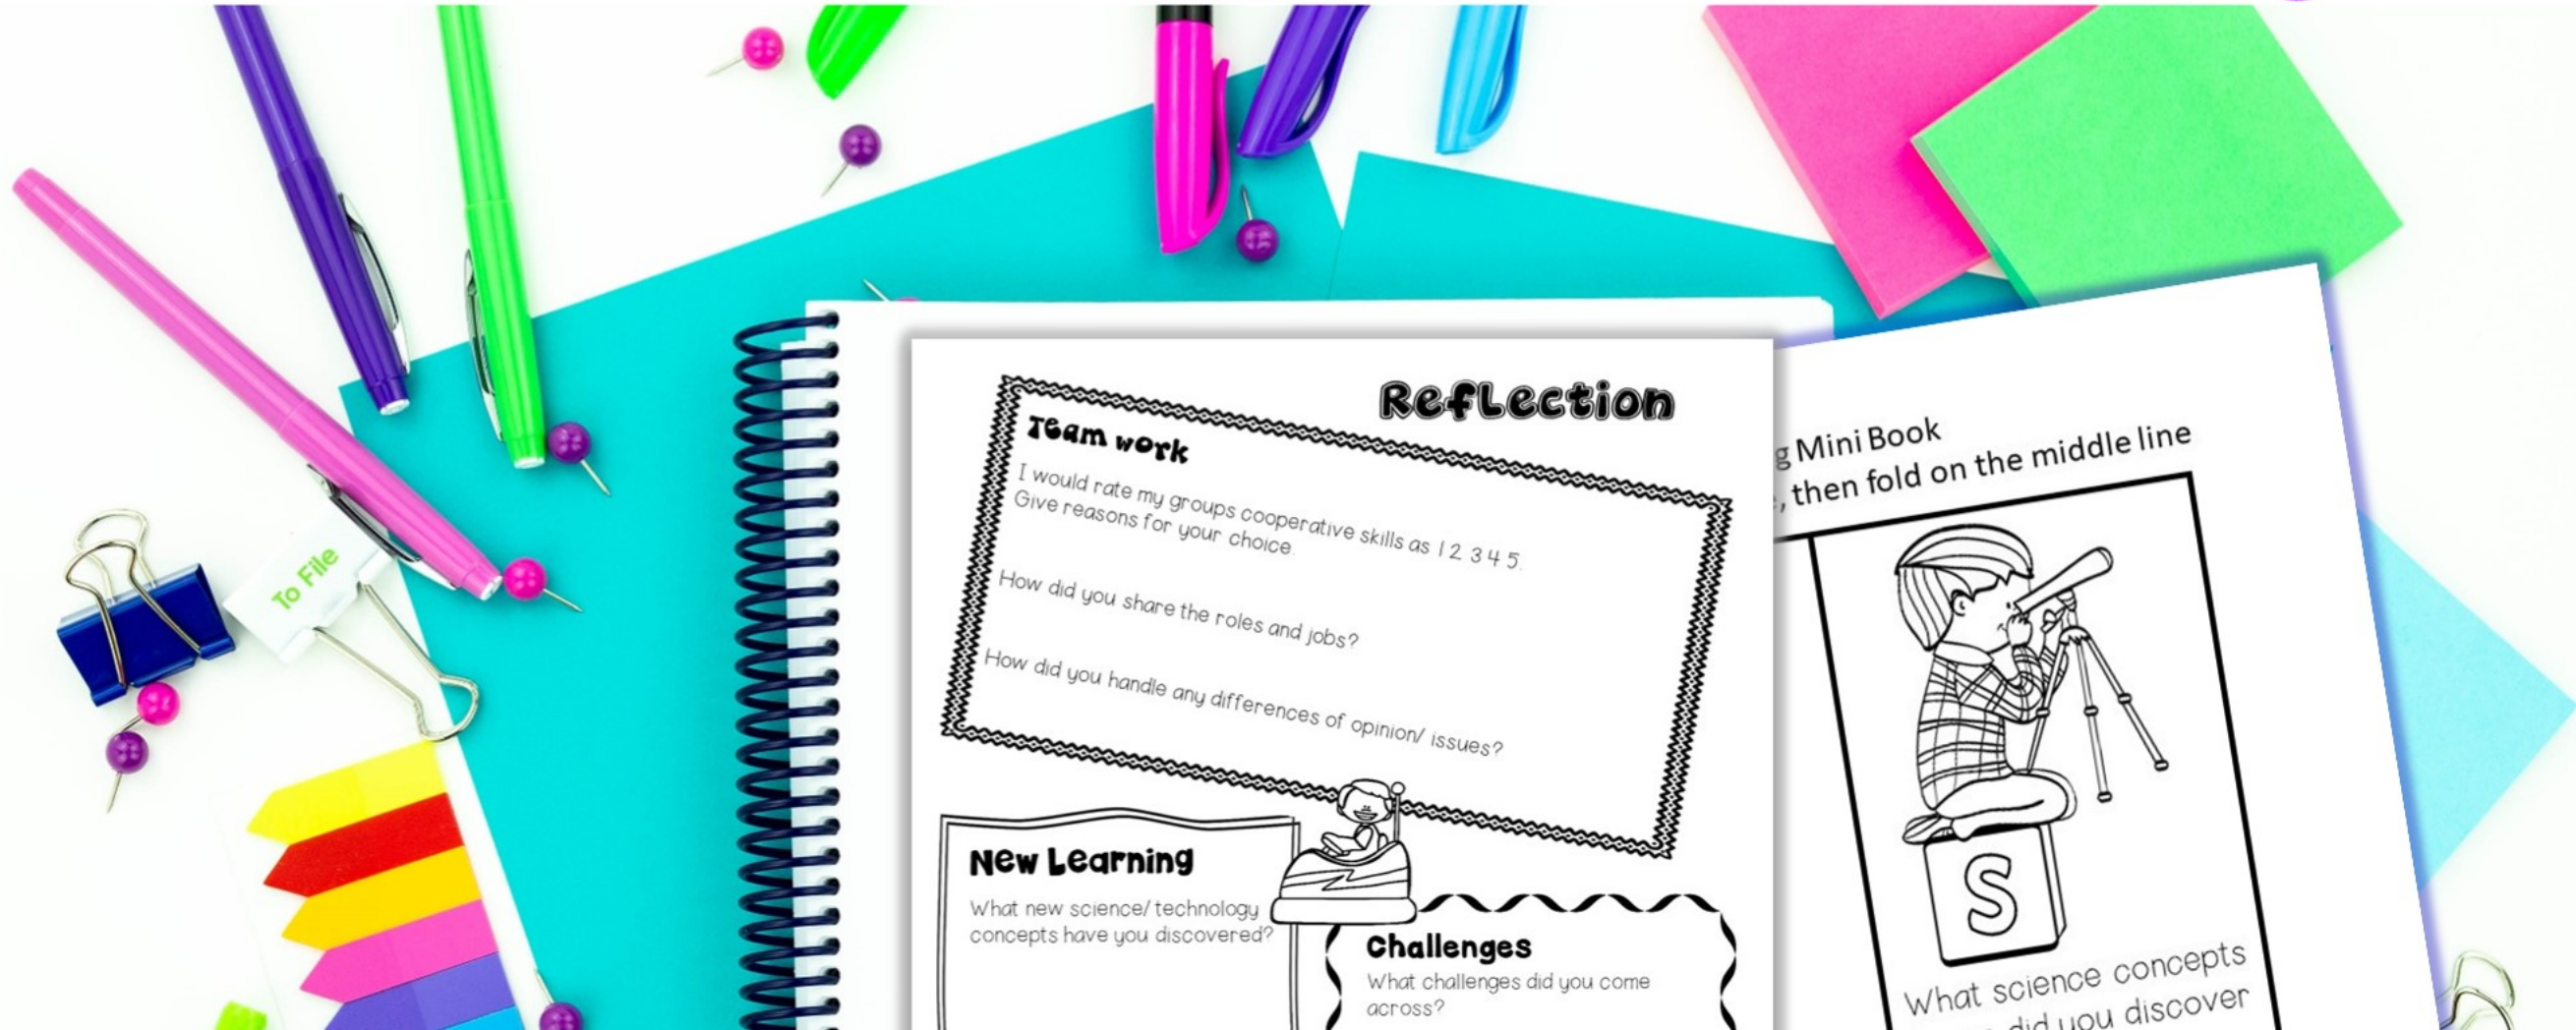 To File
Reflection
Team work
I would rate my groups cooperative skills as 1 2 3 4 5.
Give reasons for your choice.
How did you share the roles and jobs?
How did you handle any differences of opinion/ issues?
New Learning
What new science/ technology
concepts have you discovered?
Challenges
What challenges did you come
across?
g Mini Book
, then fold on the middle line
S
What science concepts
did you discover